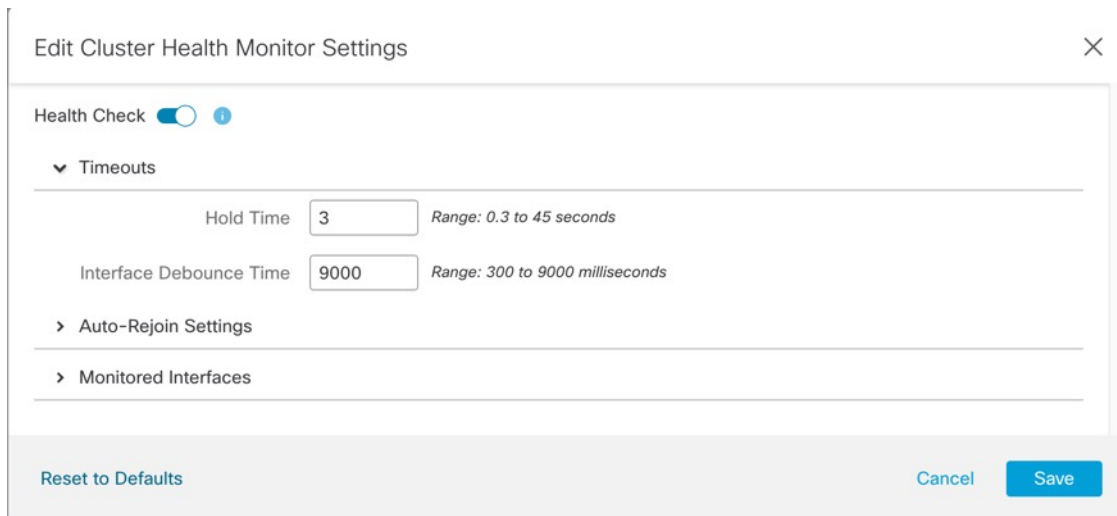 Edit Cluster Health Monitor Settings
Health Check
Timeouts
Hold Time 3 Range: 0.3 to 45 seconds
Interface Debounce Time 9000 Range: 300 to 9000 milliseconds
Auto-Rejoin Settings
Monitored Interfaces
Reset to Defaults Cancel Save